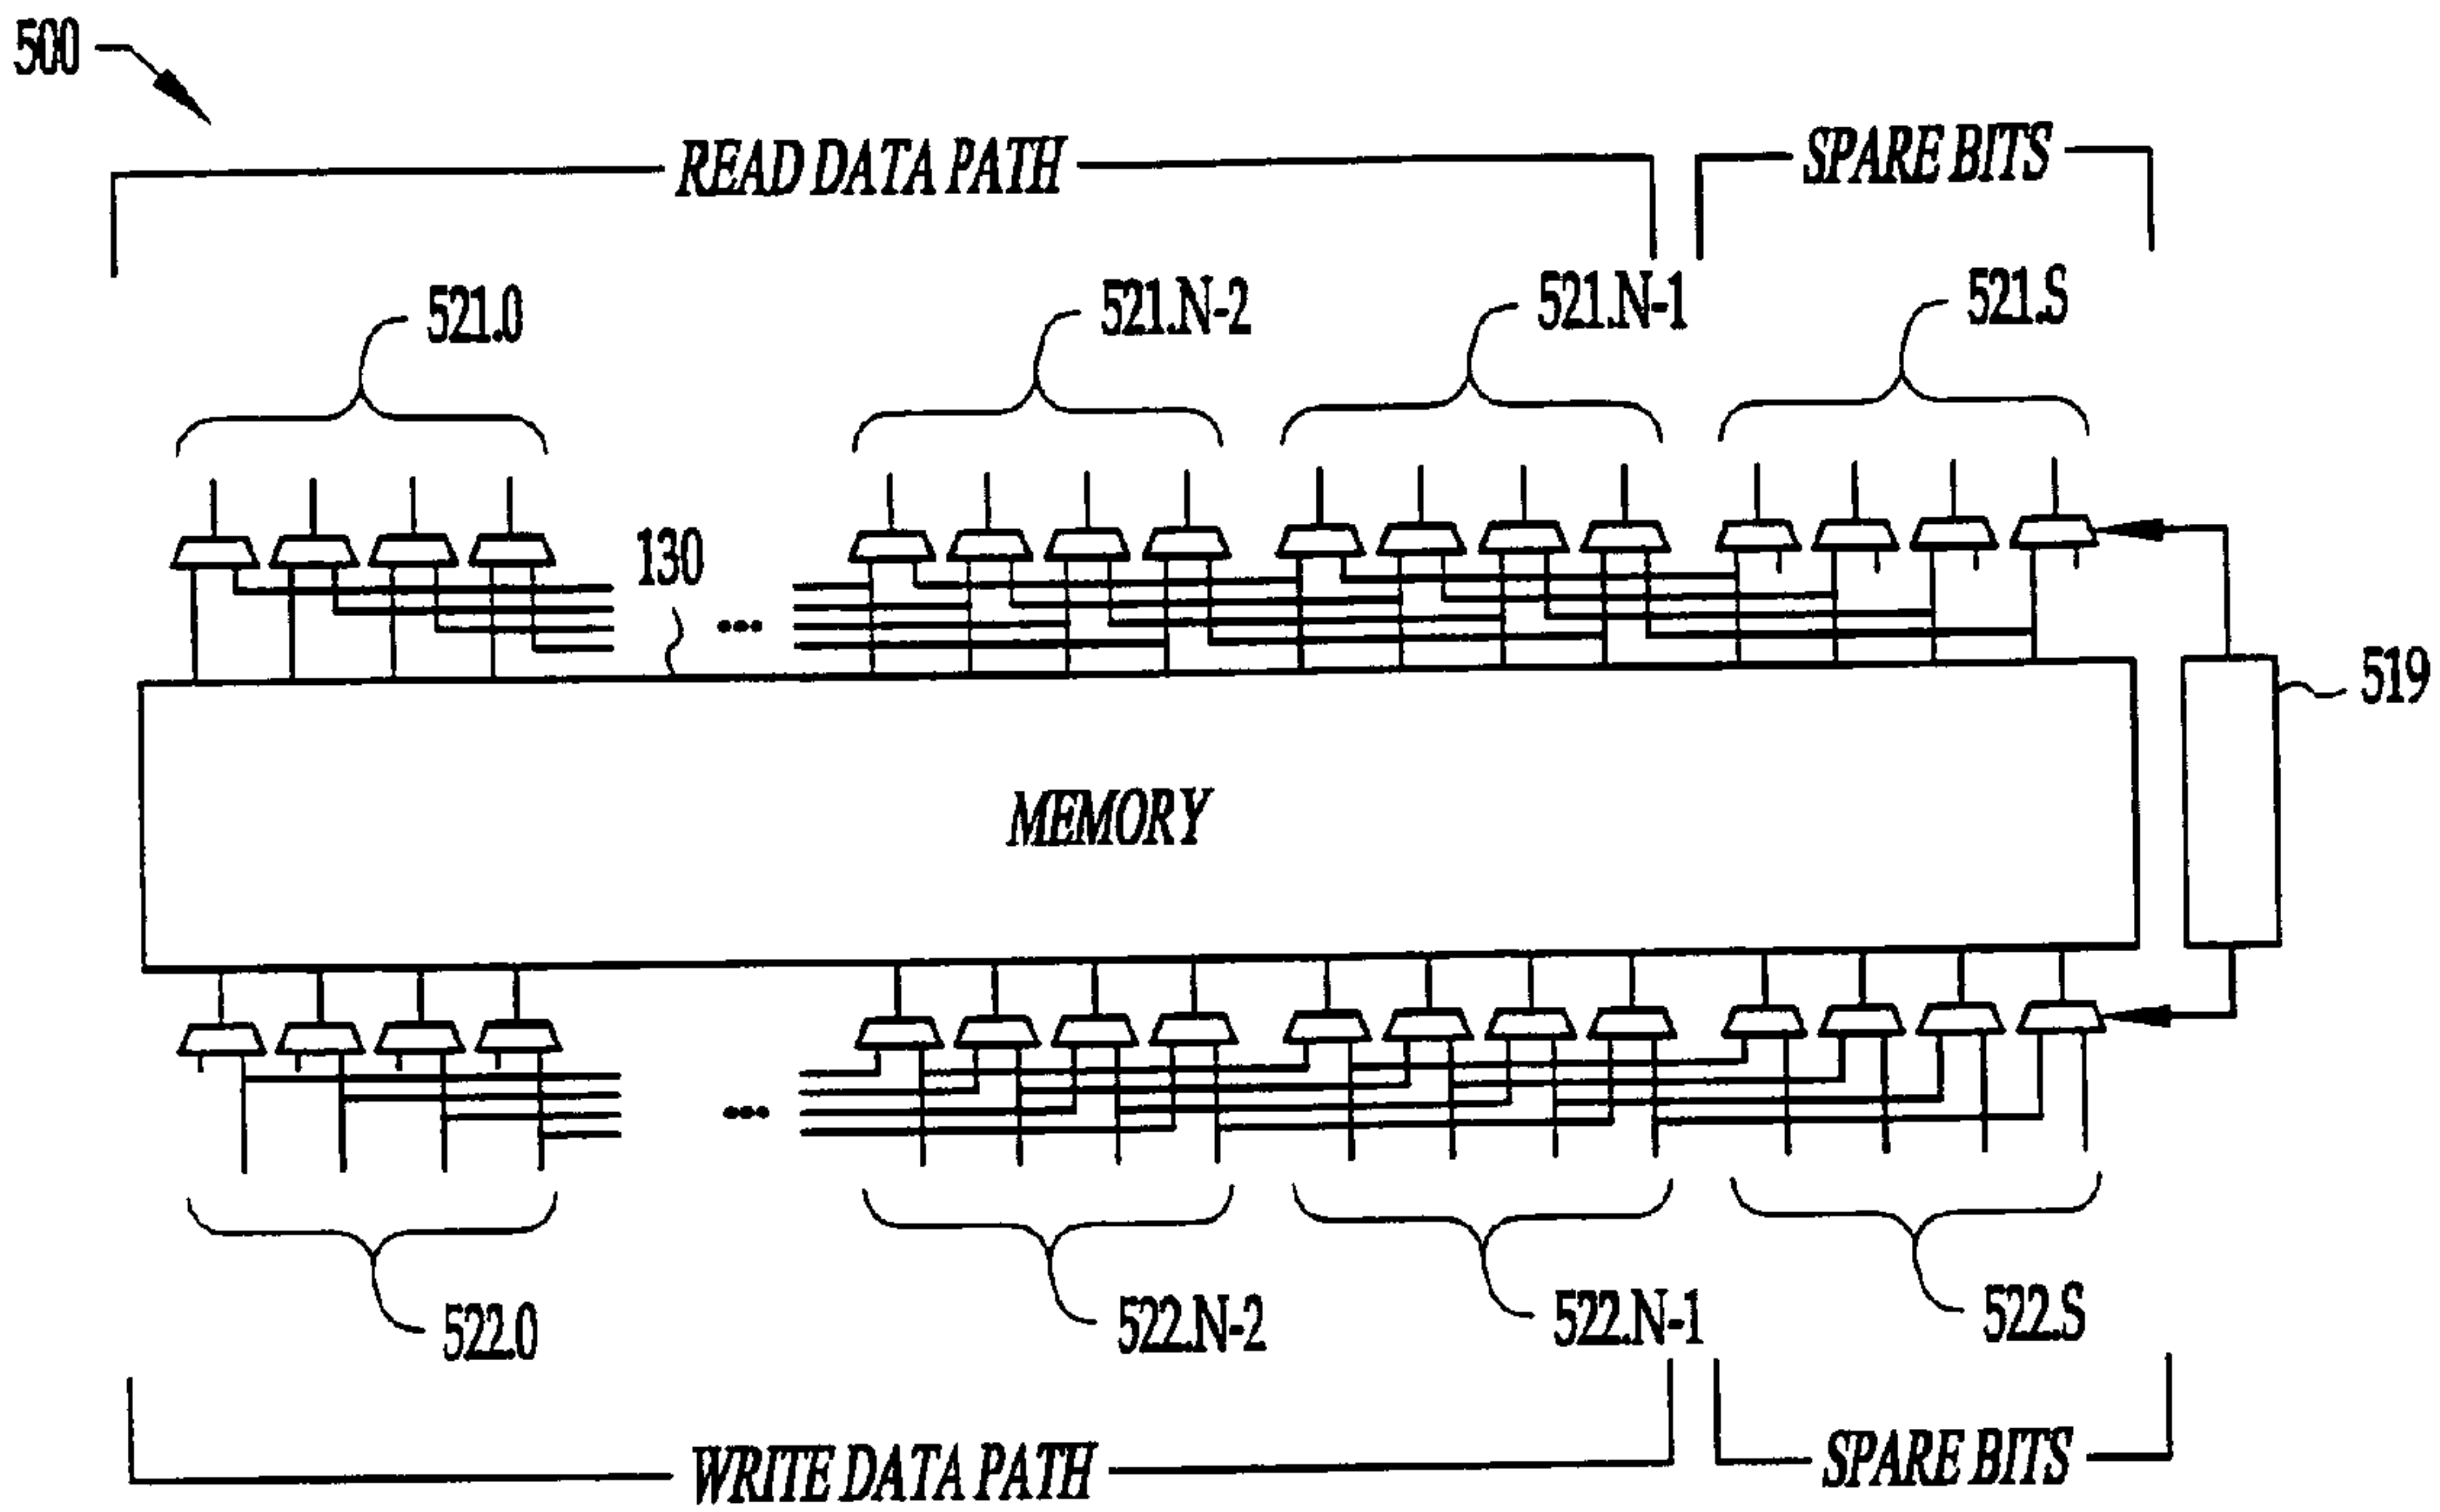 500
READ DATA PATH
SPARE BITS
521.0
521.N-2
521.N-1
521.S
130
•••
519
MEMORY
•••
522.0
522.N-2
522.N-1
522.S
WRITE DATA PATH
SPARE BITS